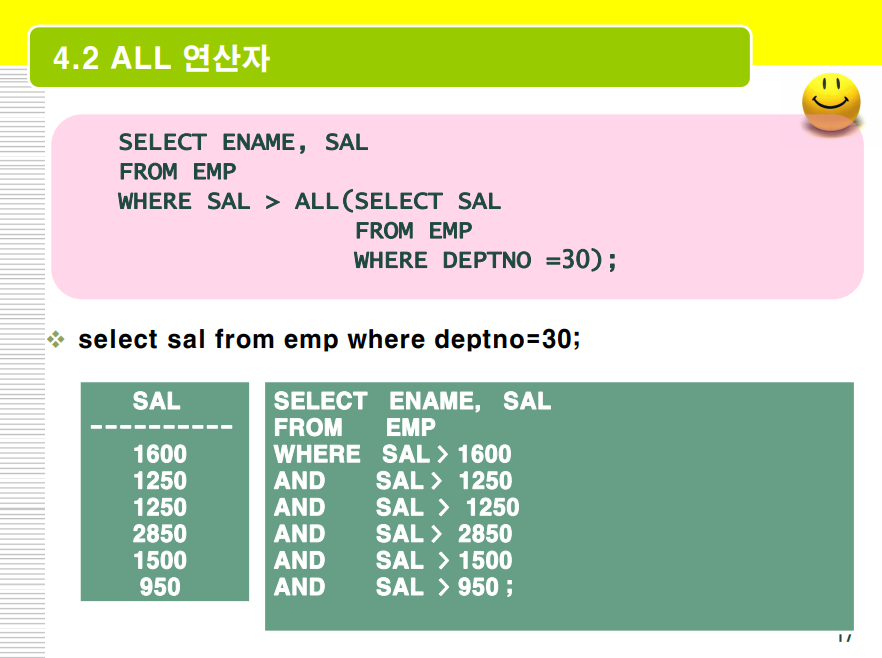 4.2 ALL 연산자
SELECT ENAME, SAL
FROM EMP
WHERE SAL > ALL(SELECT SAL
FROM EMP
WHERE DEPTNO =30);
❖ select sal from emp where deptno=30;
SAL
----------
1600
1250
1250
2850
1500
950
SELECT ENAME, SAL
FROM EMP
WHERE SAL > 1600
AND SAL > 1250
AND SAL > 1250
AND SAL > 2850
AND SAL > 1500
AND SAL > 950 ;